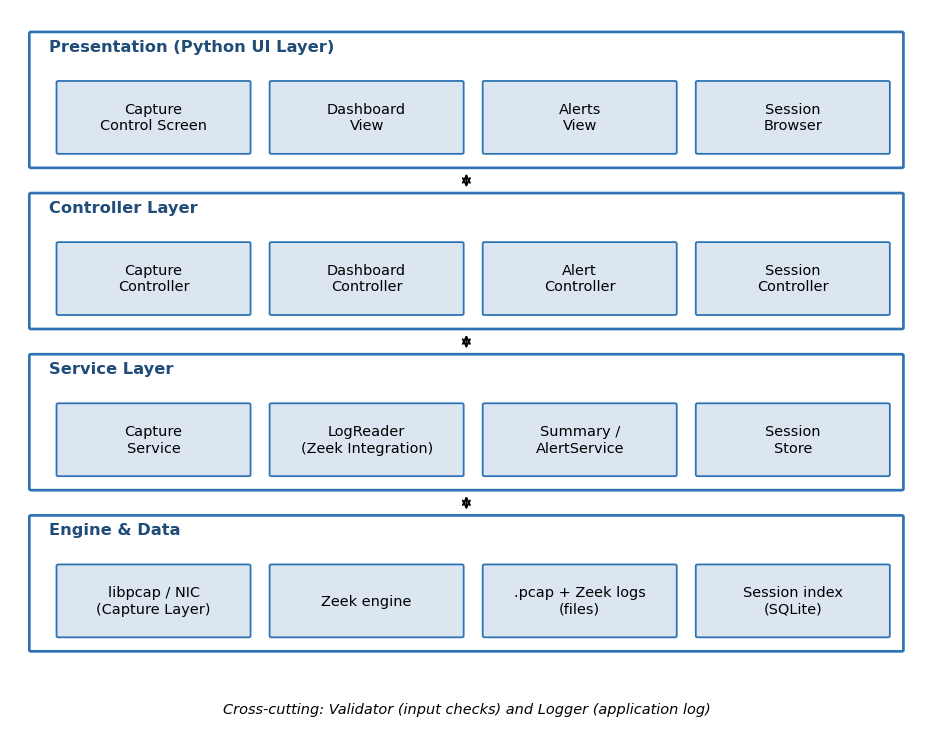 Presentation (Python UI Layer)
Capture
Control Screen
Dashboard
View
Alerts
View
Session
Browser
Controller Layer
Capture
Controller
Dashboard
Controller
Alert
Controller
Session
Controller
Service Layer
Capture
Service
LogReader
(Zeek Integration)
Summary /
AlertService
Session
Store
Engine & Data
libpcap / NIC
(Capture Layer)
Zeek engine
.pcap + Zeek logs
(files)
Session index
(SQLite)
Cross-cutting: Validator (input checks) and Logger (application log)